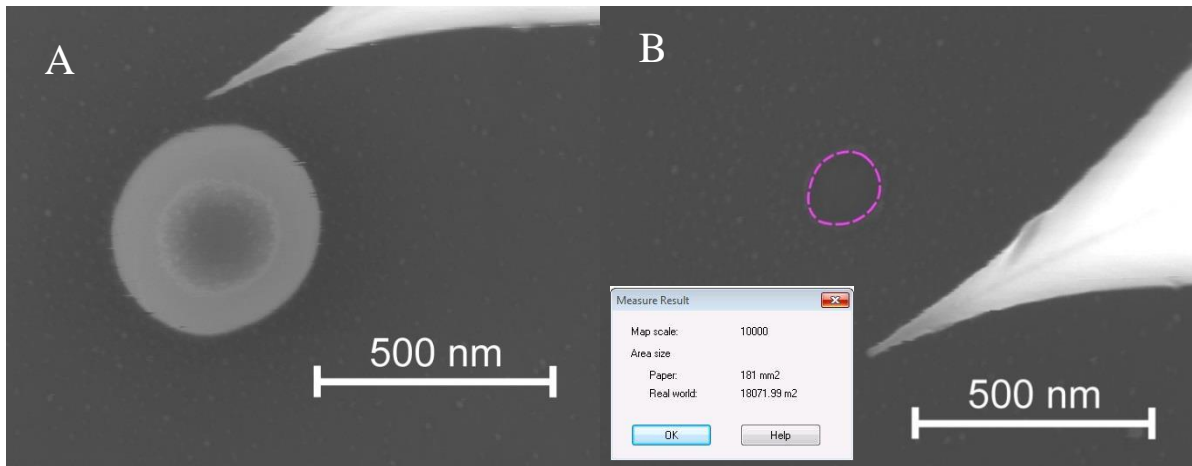 A
500 nm
B
Measure Result
Map scale: 10000
Area size
Paper: 181 mm2
Real world: 18071.99 m2
OK Help
500 nm